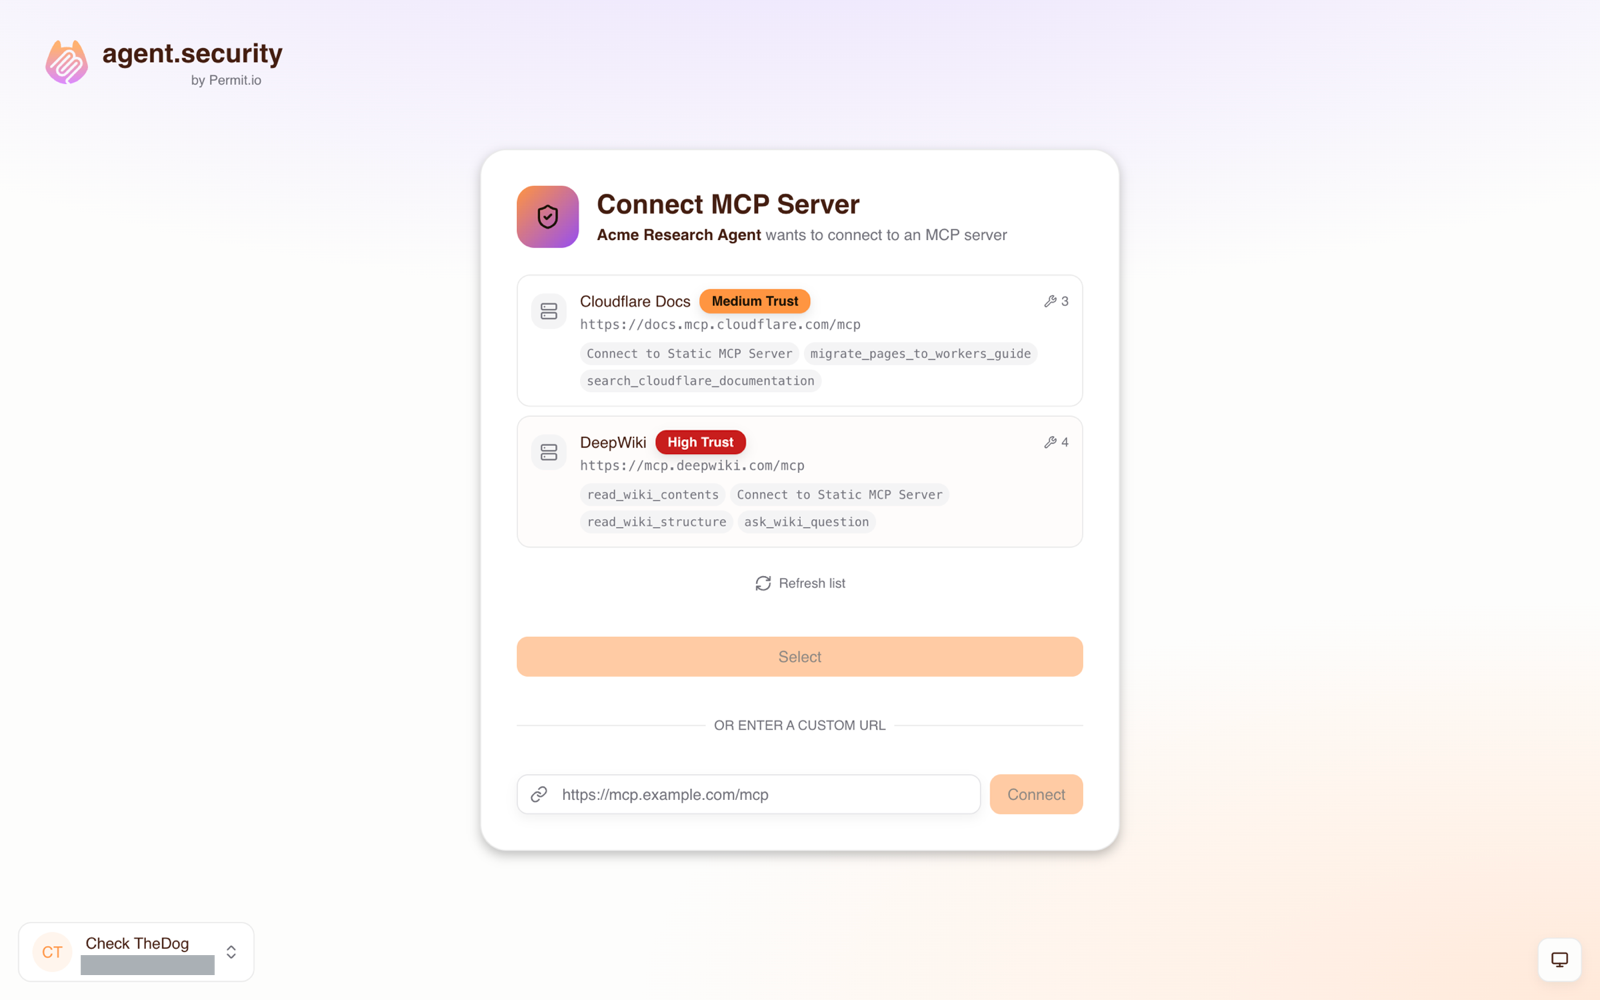 agent.security
by Permit.io
Connect MCP Server
Acme Research Agent wants to connect to an MCP server
Cloudflare Docs Medium Trust 3
https://docs.mcp.cloudflare.com/mcp
Connect to Static MCP Server migrate_pages_to_workers_guide
search_cloudflare_documentation
DeepWiki High Trust 4
https://mcp.deepwiki.com/mcp
read_wiki_contents Connect to Static MCP Server
read_wiki_structure ask_wiki_question
Refresh list
Select
OR ENTER A CUSTOM URL
https://mcp.example.com/mcp Connect
CT Check TheDog